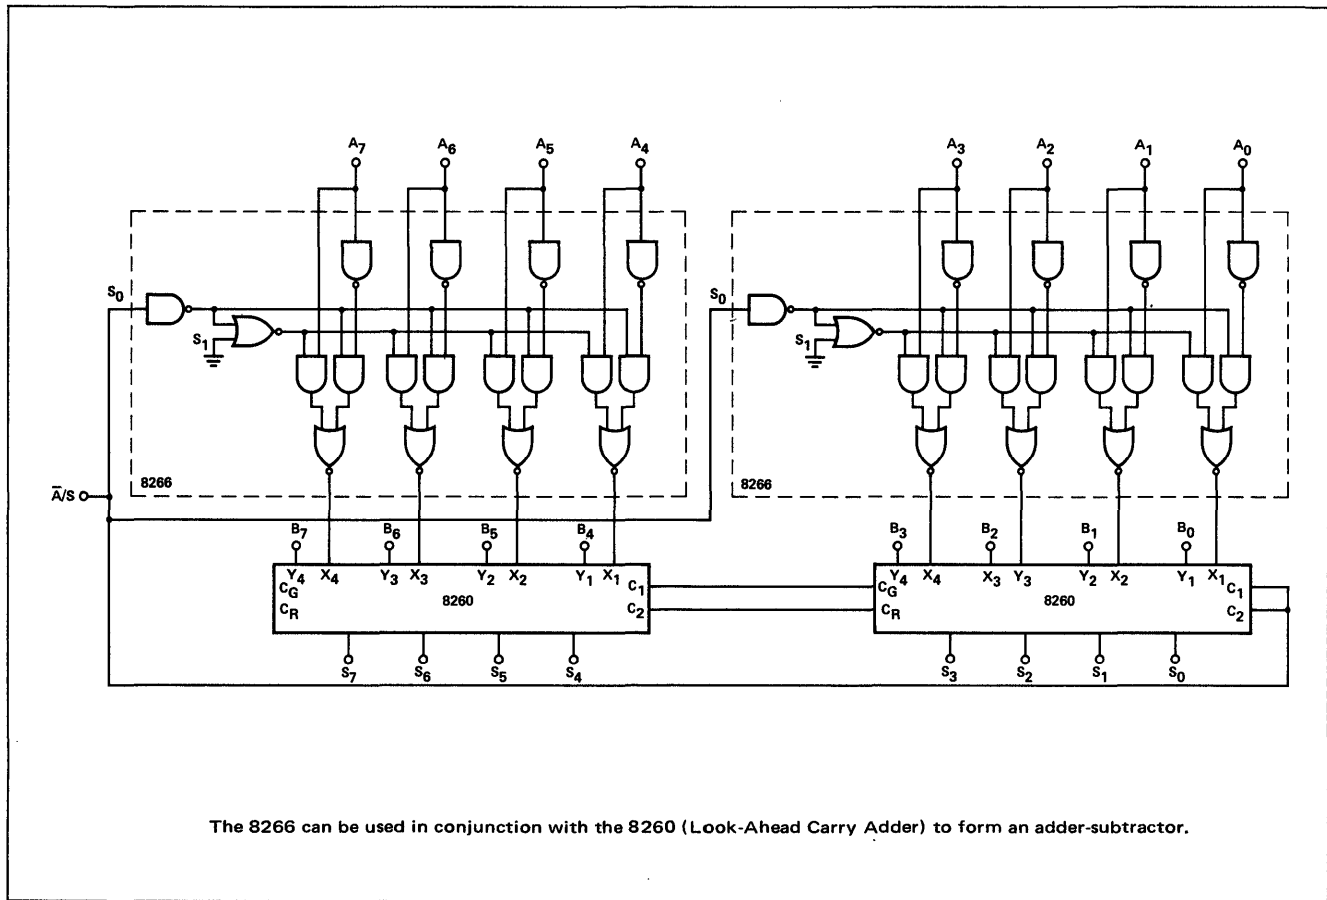 A7 A6 A5 A4 A3 A2 A1 A0
S0 S0
S1 S1
8266 8266
A̅/S
B7 B6 B5 B4 B3 B2 B1 B0
Y4 X4 Y3 X3 Y2 X2 Y1 X1 Y4 X4 X3 Y3 Y2 X2 Y1 X1
CG C1 CG C1
8260 8260
CR C2 CR C2
S7 S6 S5 S4 S3 S2 S1 S0
The 8266 can be used in conjunction with the 8260 (Look-Ahead Carry Adder) to form an adder-subtractor.